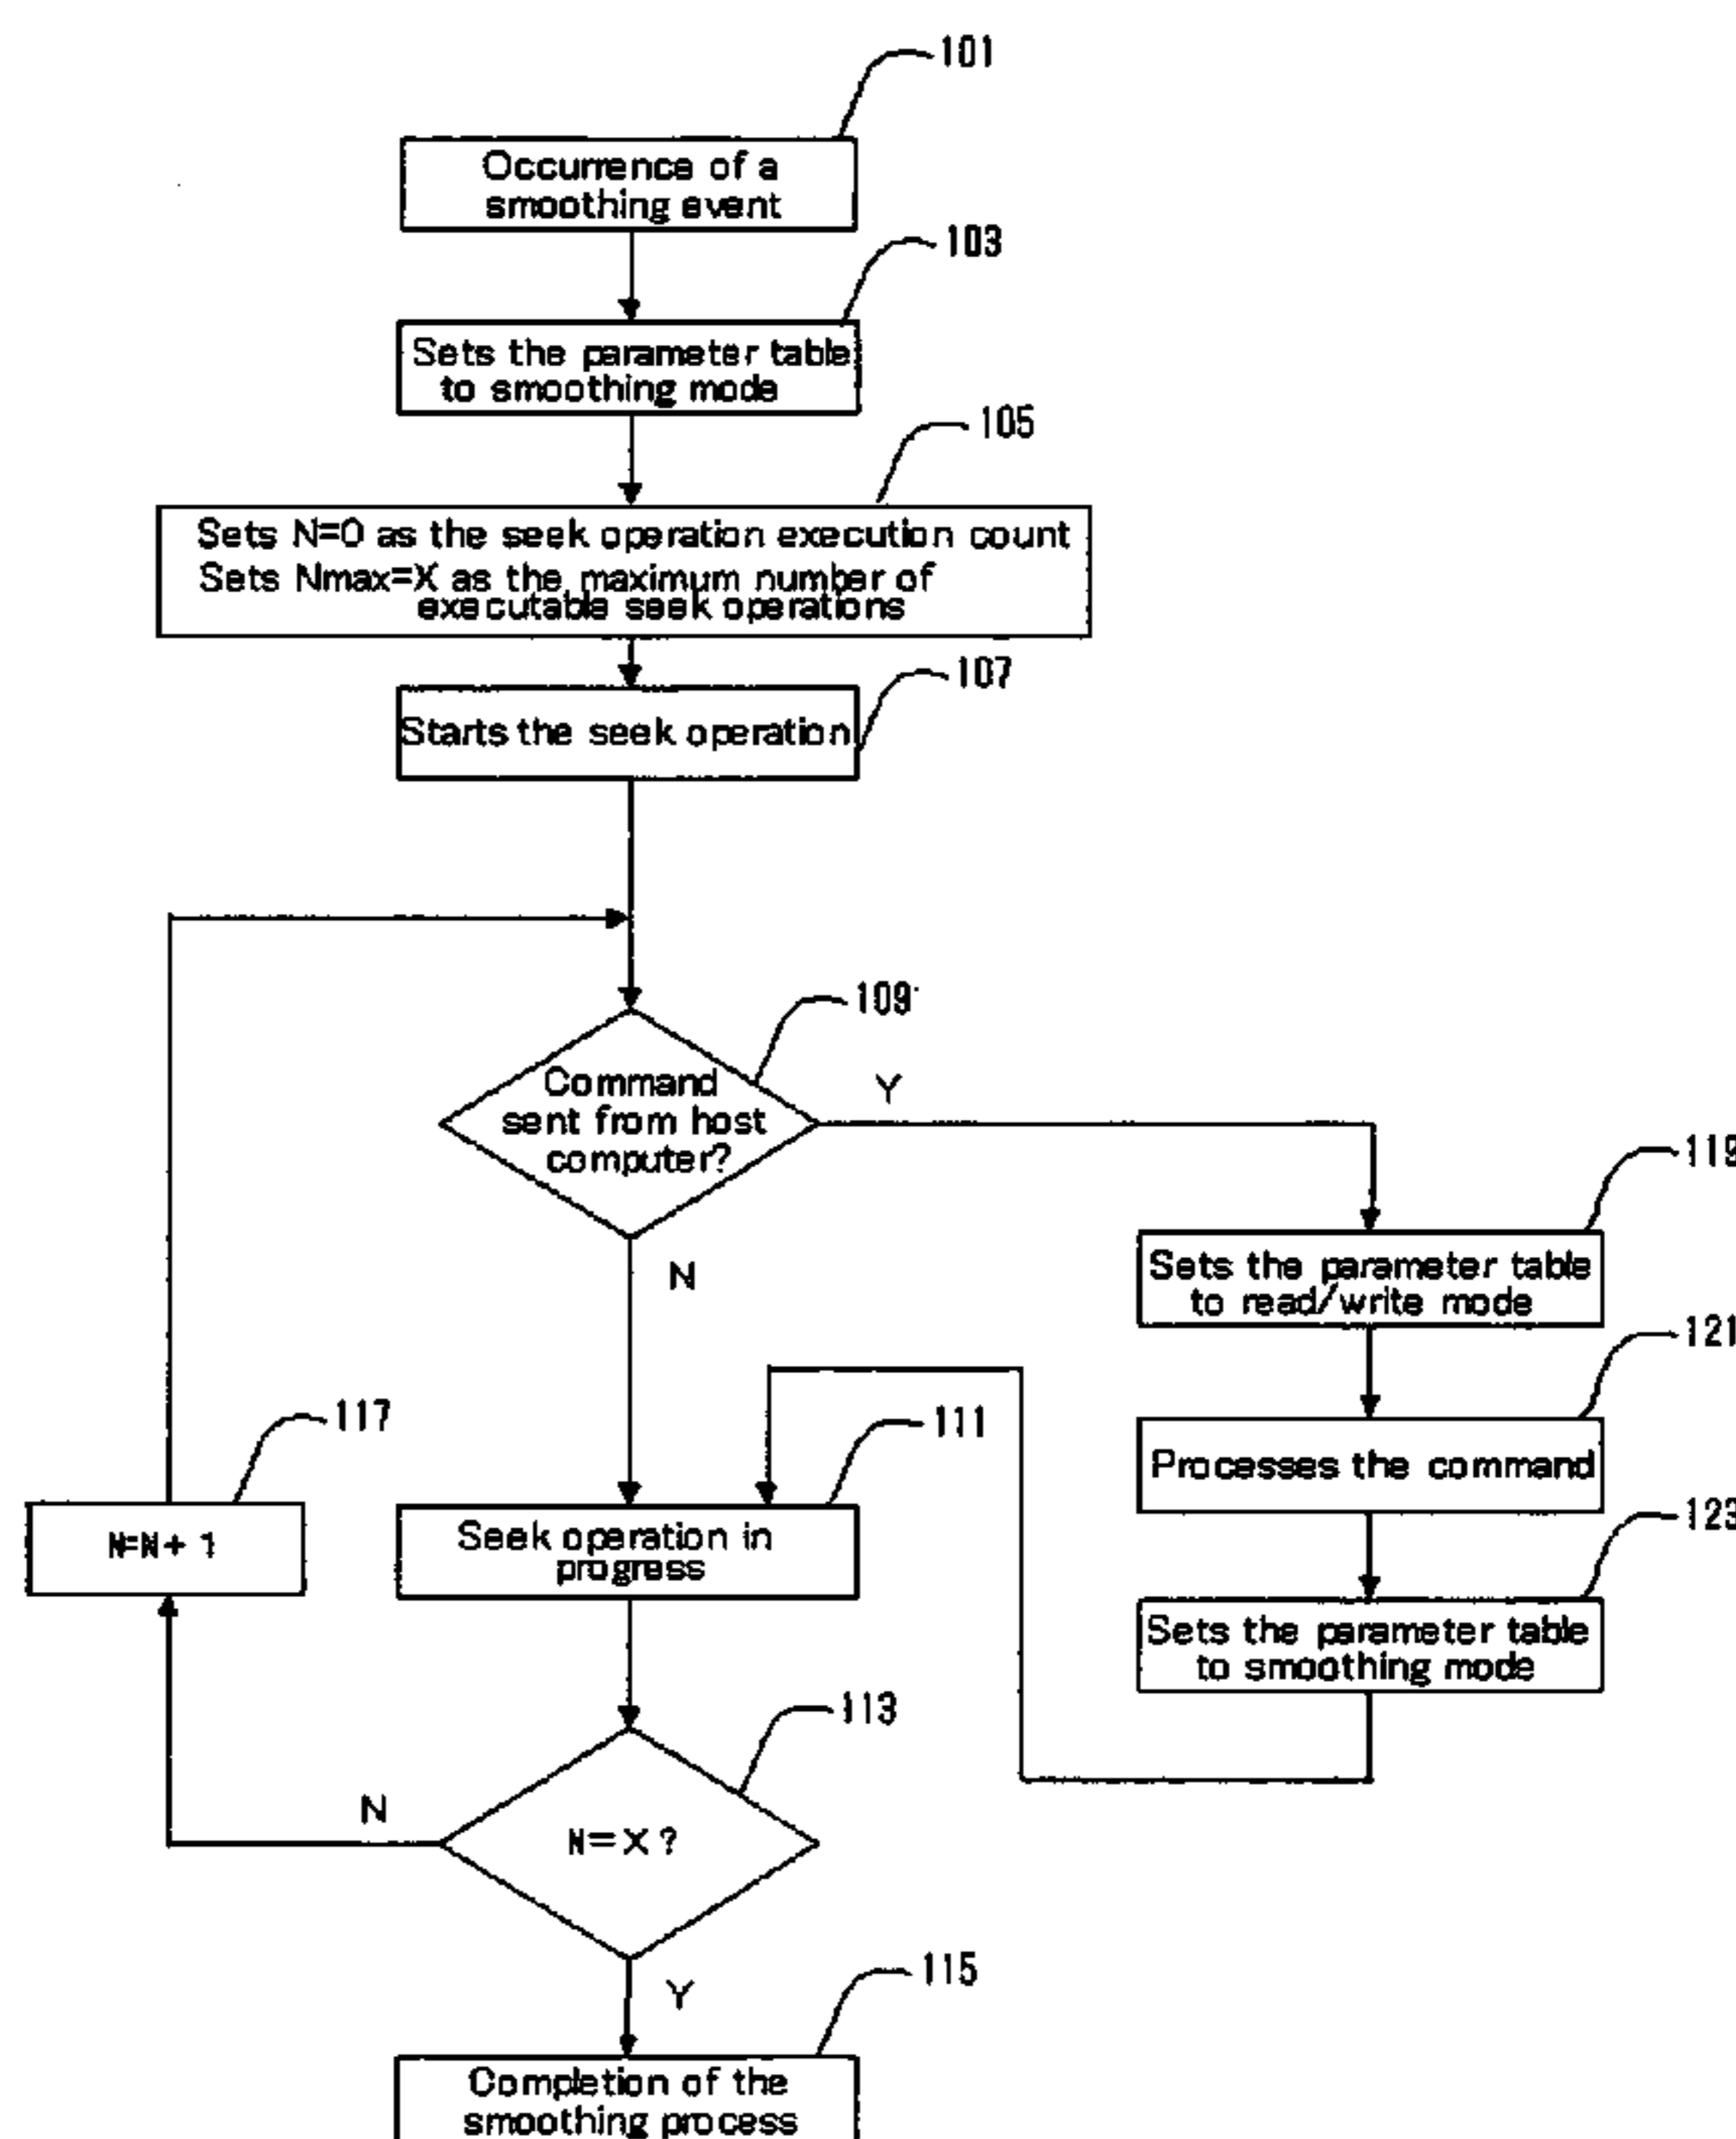 101
Occurrence of a
smoothing event
103
Sets the parameter table
to smoothing mode
105
Sets N=0 as the seek operation execution count
Sets Nmax=X as the maximum number of
executable seek operations
107
Starts the seek operation
109
Command
sent from host
computer?
Y
N
119
Sets the parameter table
to read/write mode
121
Processes the command
123
Sets the parameter table
to smoothing mode
117
N=N+1
111
Seek operation in
progress
113
N=X?
N
Y
115
Completion of the
smoothing process